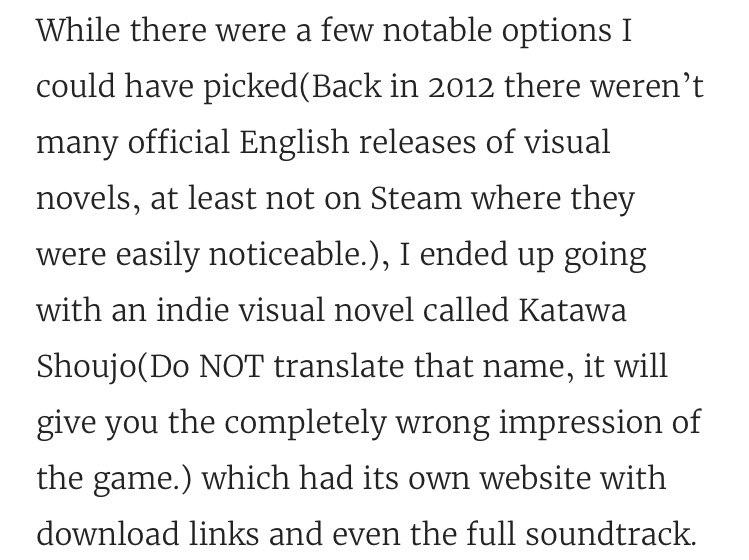 While there were a few notable options I
could have picked(Back in 2012 there weren’t
many official English releases of visual
novels, at least not on Steam where they
were easily noticeable.), I ended up going
with an indie visual novel called Katawa
Shoujo(Do NOT translate that name, it will
give you the completely wrong impression of
the game.) which had its own website with
download links and even the full soundtrack.